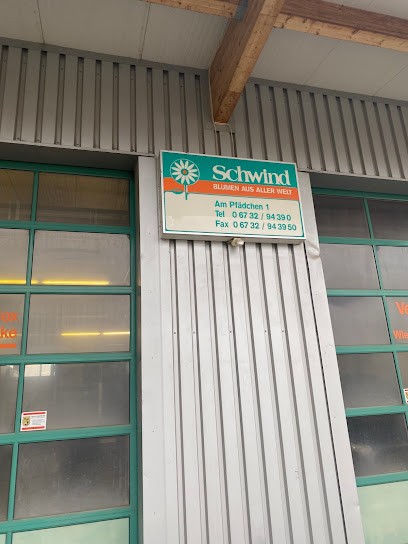 Schwind
BLUMEN AUS ALLER WELT
Am Pfädchen 1
Tel 0 67 32 / 94 39 0
Fax 0 67 32 / 94 39 50